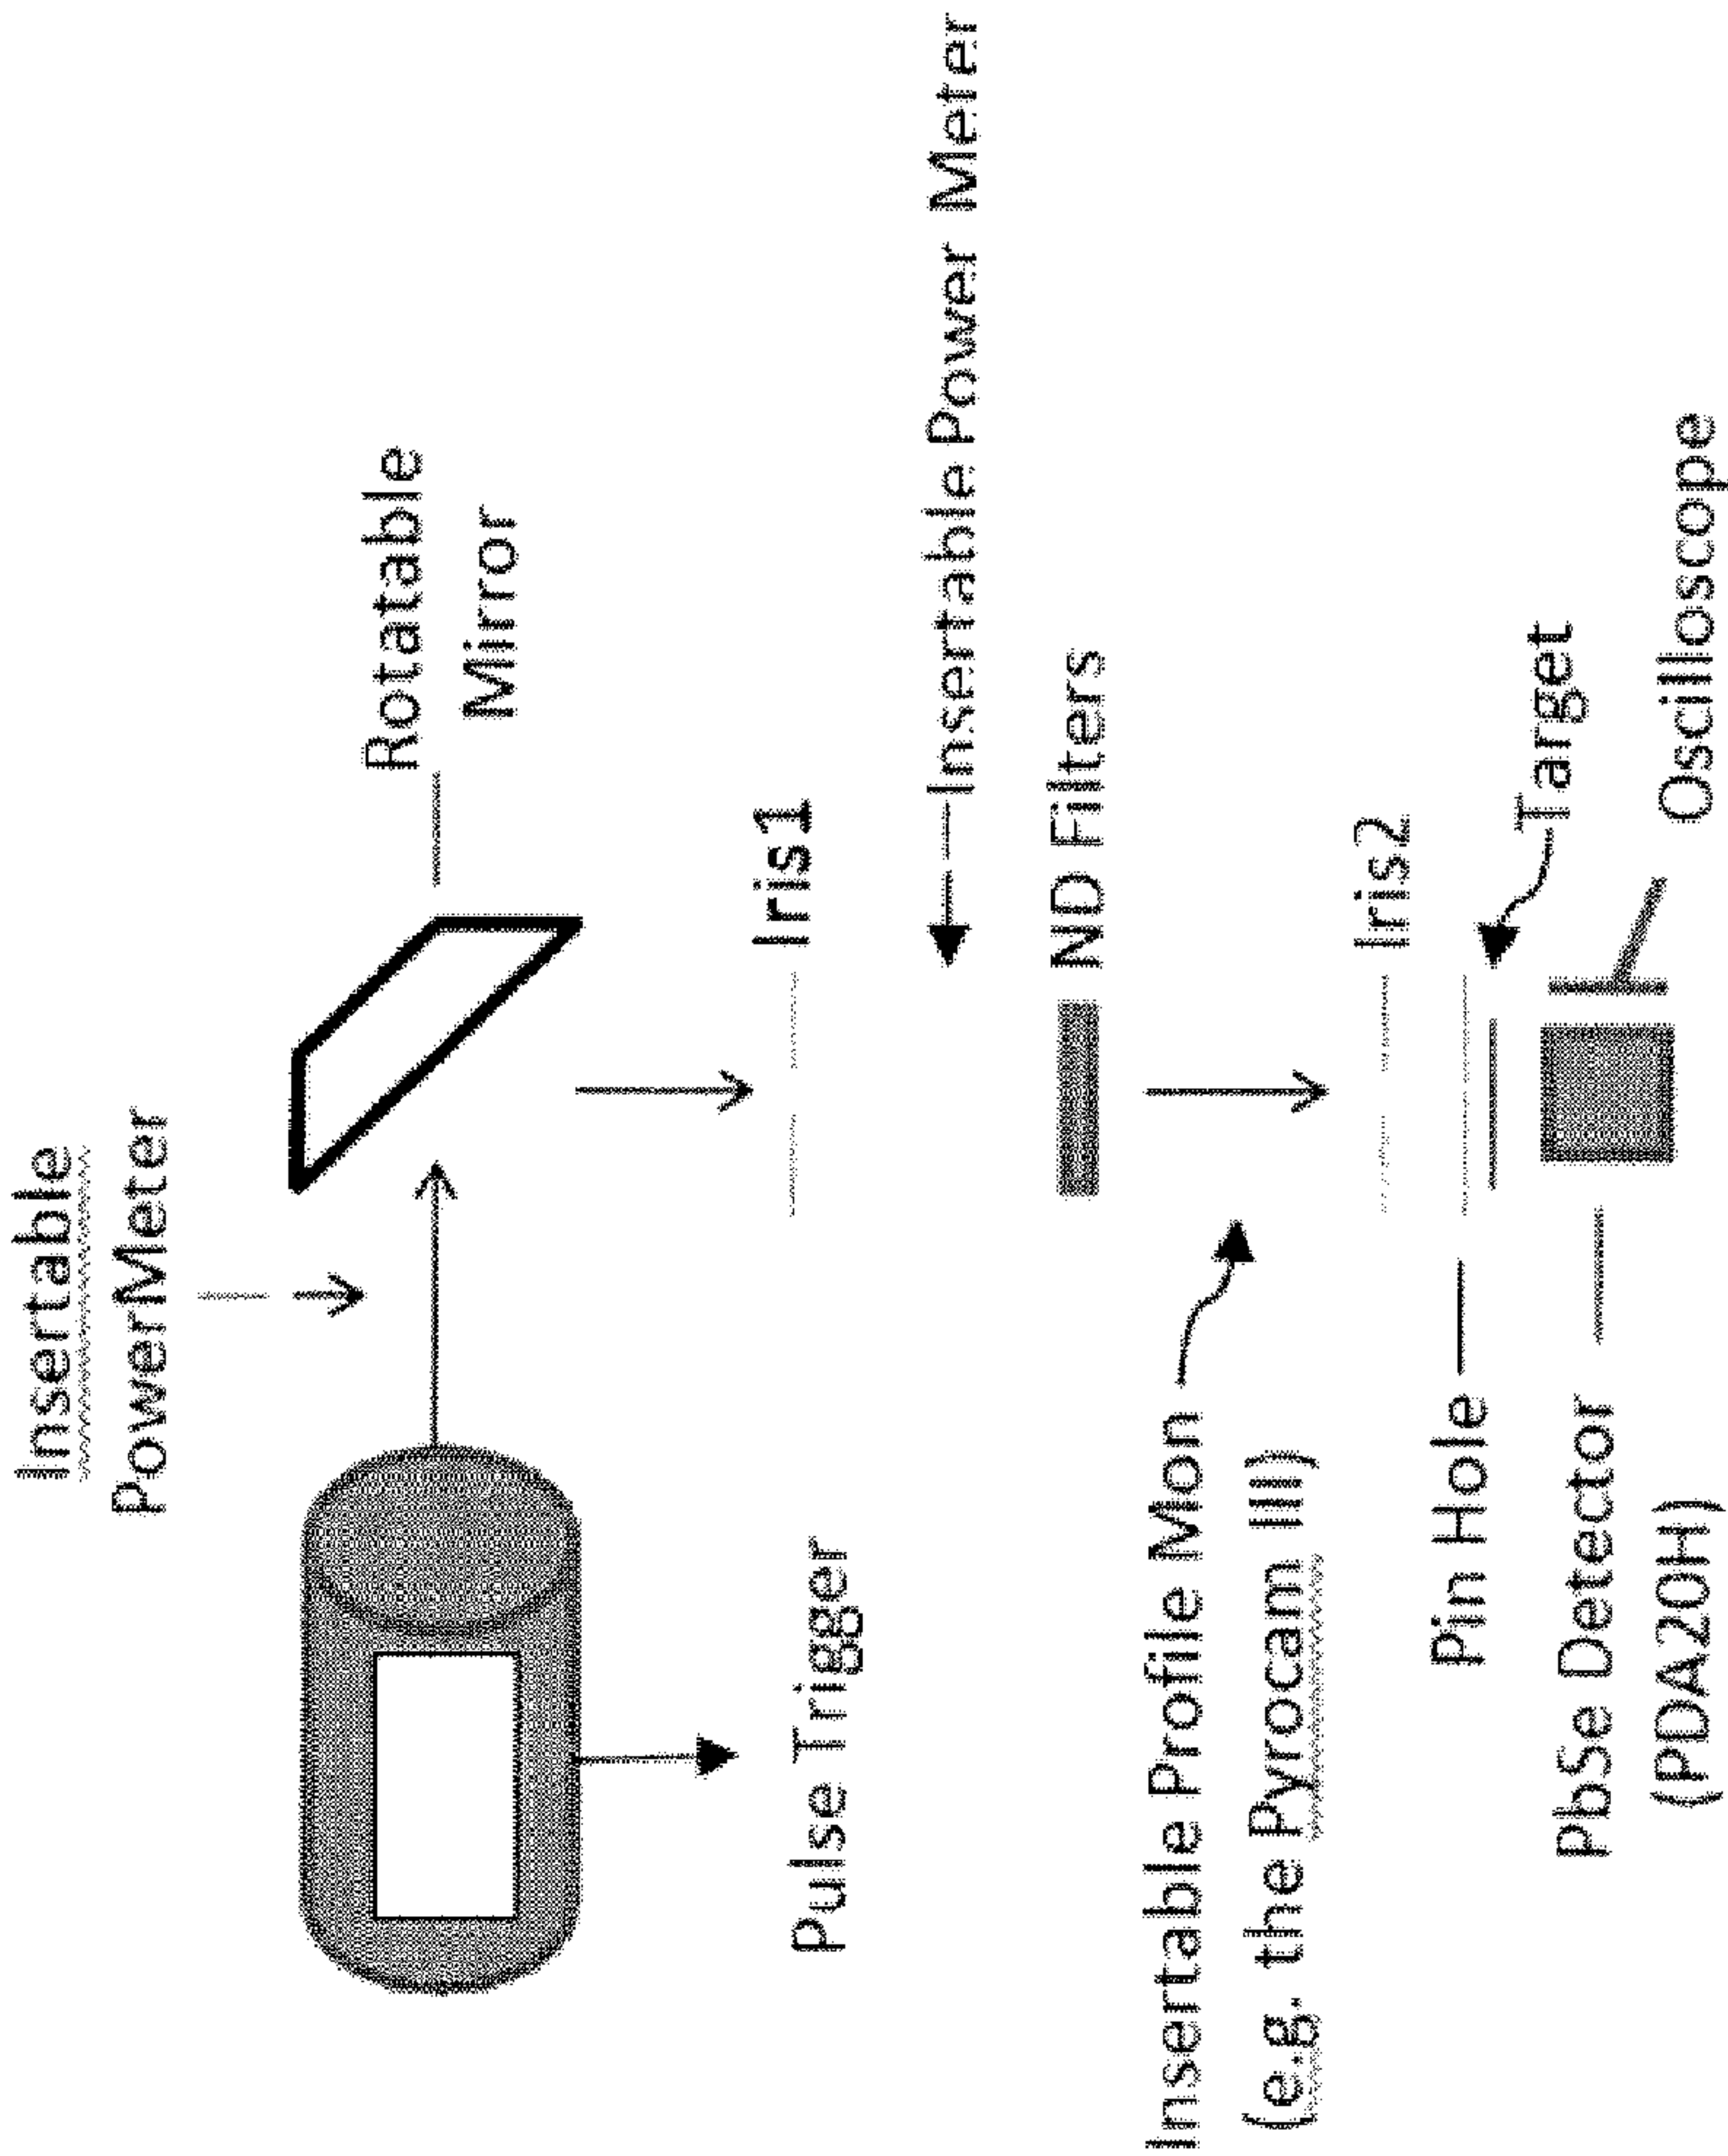 Insertable
PowerMeter
Rotatable
Mirror
Pulse Trigger
Iris1
Insertable Power Meter
ND Filters
Insertable Profile Mon
(e.g. the Pyrocam III)
Iris2
Pin Hole
Target
PbSe Detector
(PDA20H)
Oscilloscope